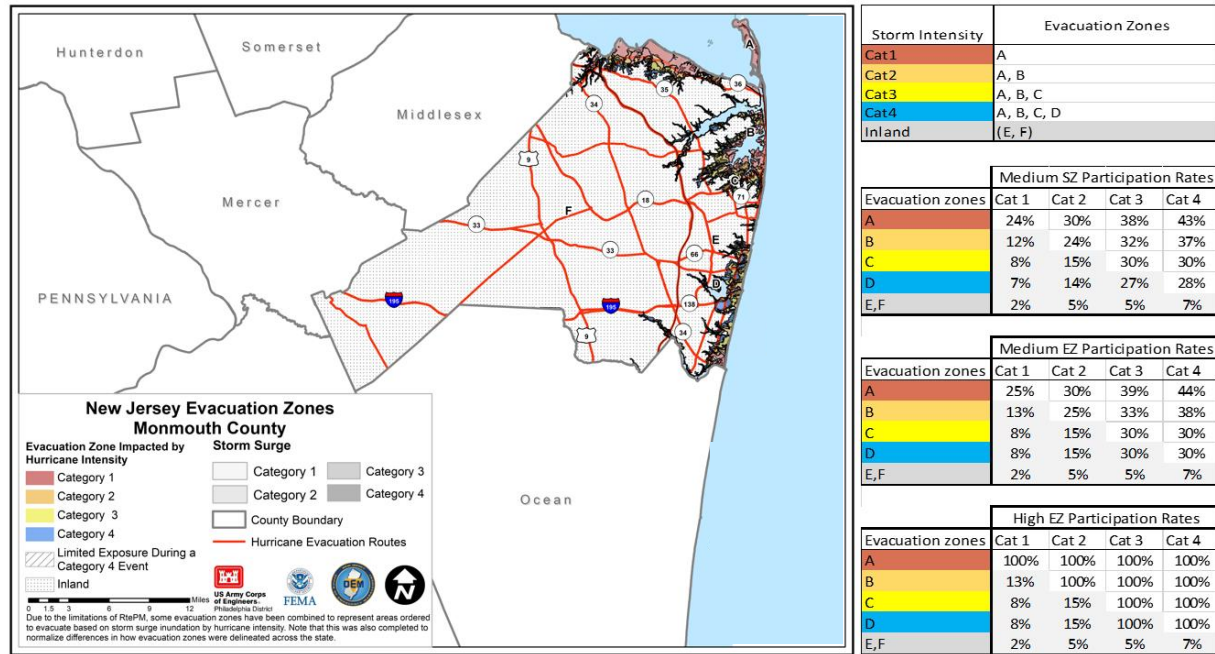 Hunterdon
Somerset
Middlesex
Mercer
PENNSYLVANIA
Ocean
A
36
35
34
B
9
C
71
18
F
33
E
33
66
D
195
195
138
9
34
New Jersey Evacuation Zones
Monmouth County
Evacuation Zone Impacted by
Hurricane Intensity
Category 1
Category 2
Category 3
Category 4
Limited Exposure During a
Category 4 Event
Inland
Storm Surge
Category 1
Category 2
Category 3
Category 4
County Boundary
Hurricane Evacuation Routes
US Army Corps
of Engineers®
Philadelphia District
FEMA
OEM
Miles
0 1.5 3 6 9 12
Due to the limitations of RtePM, some evacuation zones have been combined to represent areas ordered
to evacuate based on storm surge inundation by hurricane intensity. Note that this was also completed to
normalize differences in how evacuation zones were delineated across the state.
Storm Intensity Evacuation Zones
Cat1 A
Cat2 A, B
Cat3 A, B, C
Cat4 A, B, C, D
Inland (E, F)
Medium SZ Participation Rates
Evacuation zones Cat 1 Cat 2 Cat 3 Cat 4
A 24% 30% 38% 43%
B 12% 24% 32% 37%
C 8% 15% 30% 30%
D 7% 14% 27% 28%
E,F 2% 5% 5% 7%
Medium EZ Participation Rates
Evacuation zones Cat 1 Cat 2 Cat 3 Cat 4
A 25% 30% 39% 44%
B 13% 25% 33% 38%
C 8% 15% 30% 30%
D 8% 15% 30% 30%
E,F 2% 5% 5% 7%
High EZ Participation Rates
Evacuation zones Cat 1 Cat 2 Cat 3 Cat 4
A 100% 100% 100% 100%
B 13% 100% 100% 100%
C 8% 15% 100% 100%
D 8% 15% 100% 100%
E,F 2% 5% 5% 7%